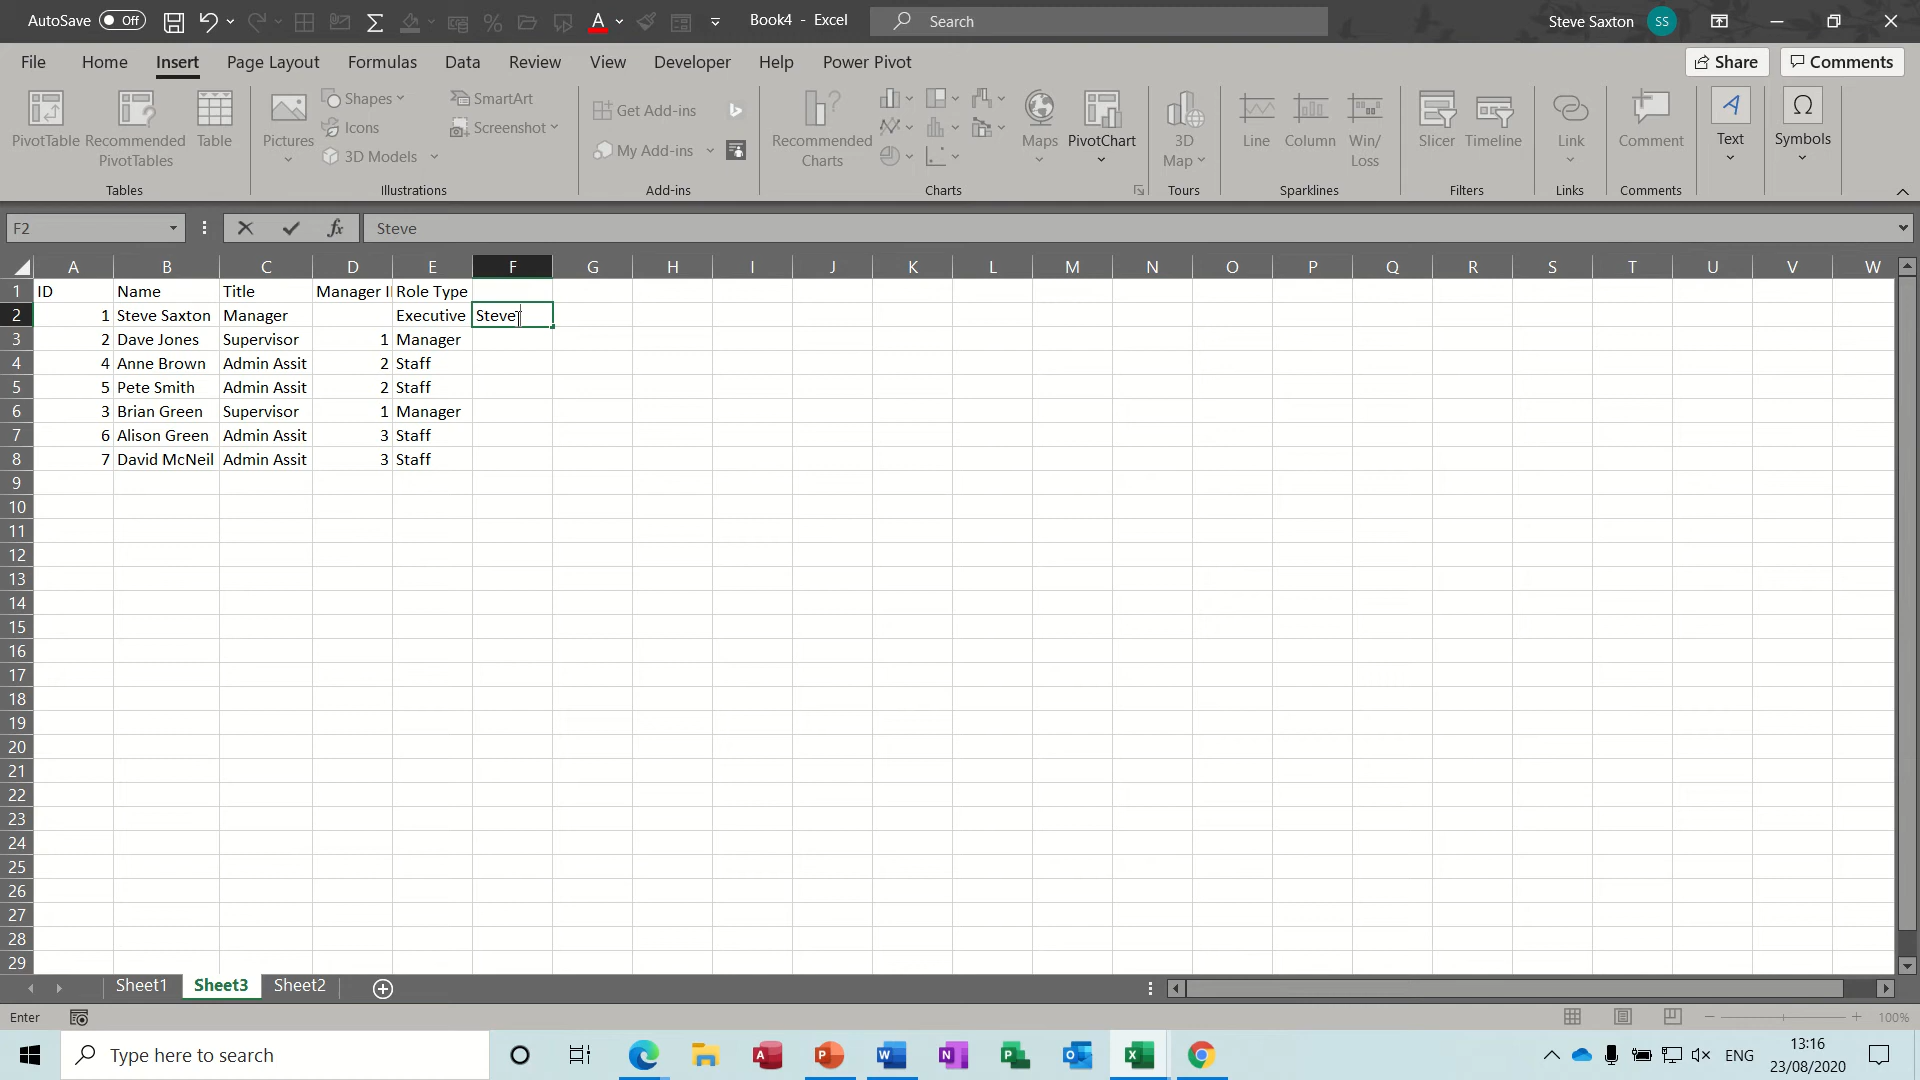 AutoSave Off Book4 - Excel Search Steve Saxton SS
File Home Insert Page Layout Formulas Data Review View Developer Help Power Pivot Share Comments
PivotTable Recommended PivotTables Table
Tables
Pictures Shapes Icons 3D Models SmartArt Screenshot
Illustrations
Get Add-ins
My Add-ins
Add-ins
Recommended Charts Maps PivotChart
Charts
3D Map
Tours
Line Column Win/ Loss
Sparklines
Slicer Timeline
Filters
Link
Links
Comment
Comments
Text
Symbols
F2 fx Steve
A B C D E F G H I J K L M N O P Q R S T U V W
1 ID Name Title Manager I Role Type
2 1 Steve Saxton Manager Executive Steve
3 2 Dave Jones Supervisor 1 Manager
4 4 Anne Brown Admin Assit 2 Staff
5 5 Pete Smith Admin Assit 2 Staff
6 3 Brian Green Supervisor 1 Manager
7 6 Alison Green Admin Assit 3 Staff
8 7 David McNeil Admin Assit 3 Staff
9
10
11
12
13
14
15
16
17
18
19
20
21
22
23
24
25
26
27
28
29
Sheet1 Sheet3 Sheet2
Enter 100%
Type here to search ENG 13:16
23/08/2020